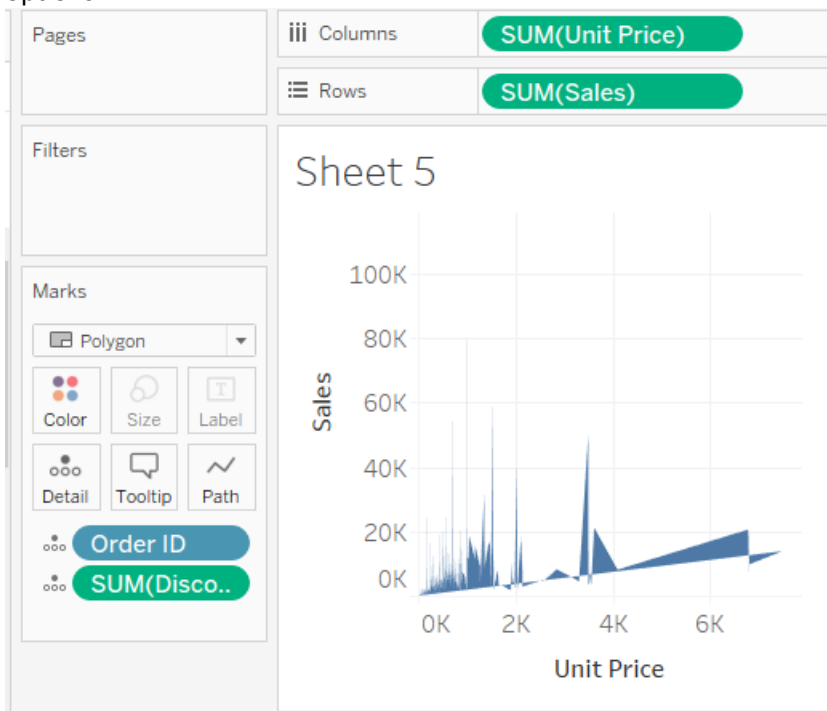 Pages
Columns
SUM(Unit Price)
Rows
SUM(Sales)
Filters
Sheet 5
Marks
Polygon
Color
Size
T
Label
Detail
Tooltip
Path
Order ID
SUM(Disco..
100K
80K
60K
40K
20K
0K
Sales
0K 2K 4K 6K
Unit Price